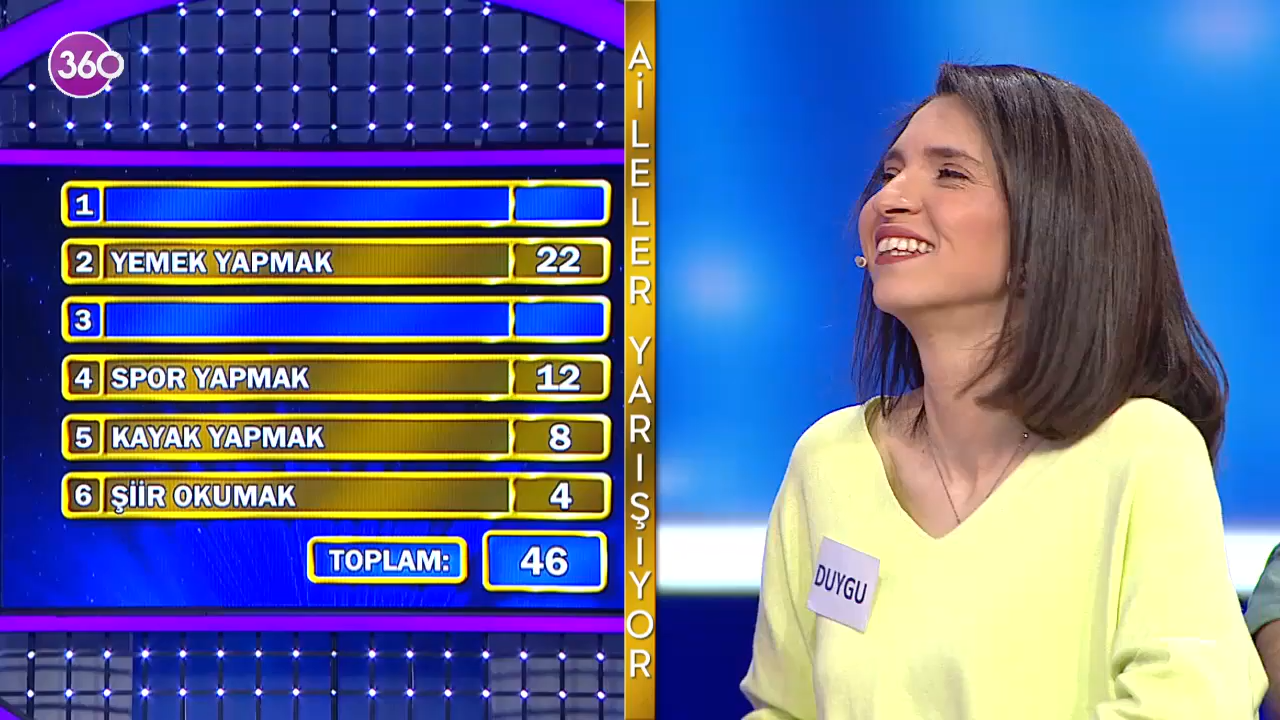 360
1
2 YEMEK YAPMAK 22
3
4 SPOR YAPMAK 12
5 KAYAK YAPMAK 8
6 ŞİİR OKUMAK 4
TOPLAM: 46
AİLELER YARIŞIYOR
DUYGU